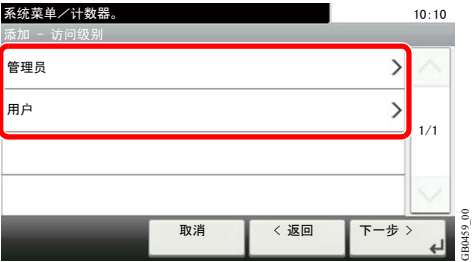 系统菜单／计数器。
10:10
添加 - 访问级别
管理员
用户
1/1
取消
< 返回
下一步 >
GB0459_00